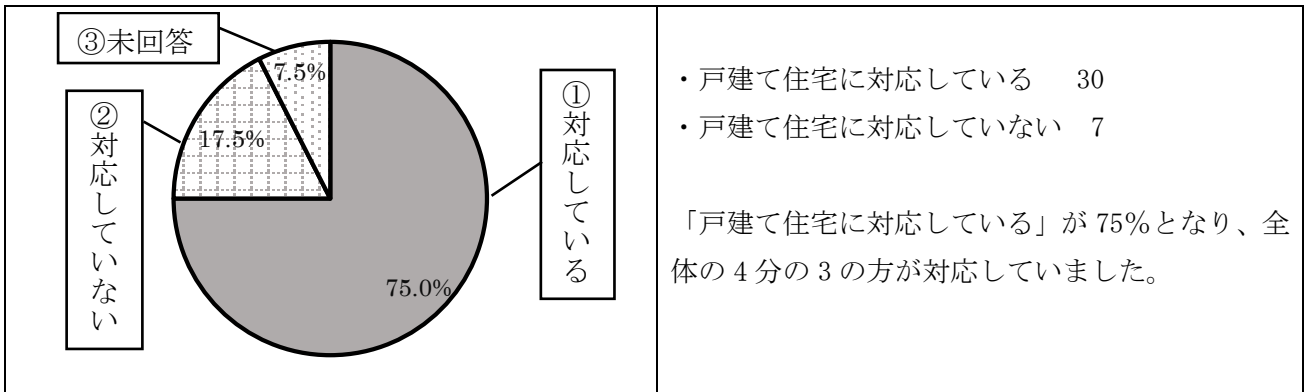 ③未回答
7.5%
②対応していない
17.5%
①対応している
75.0%
・戸建て住宅に対応している　30
・戸建て住宅に対応していない　7
「戸建て住宅に対応している」が 75％となり、全
体の 4 分の 3 の方が対応していました。